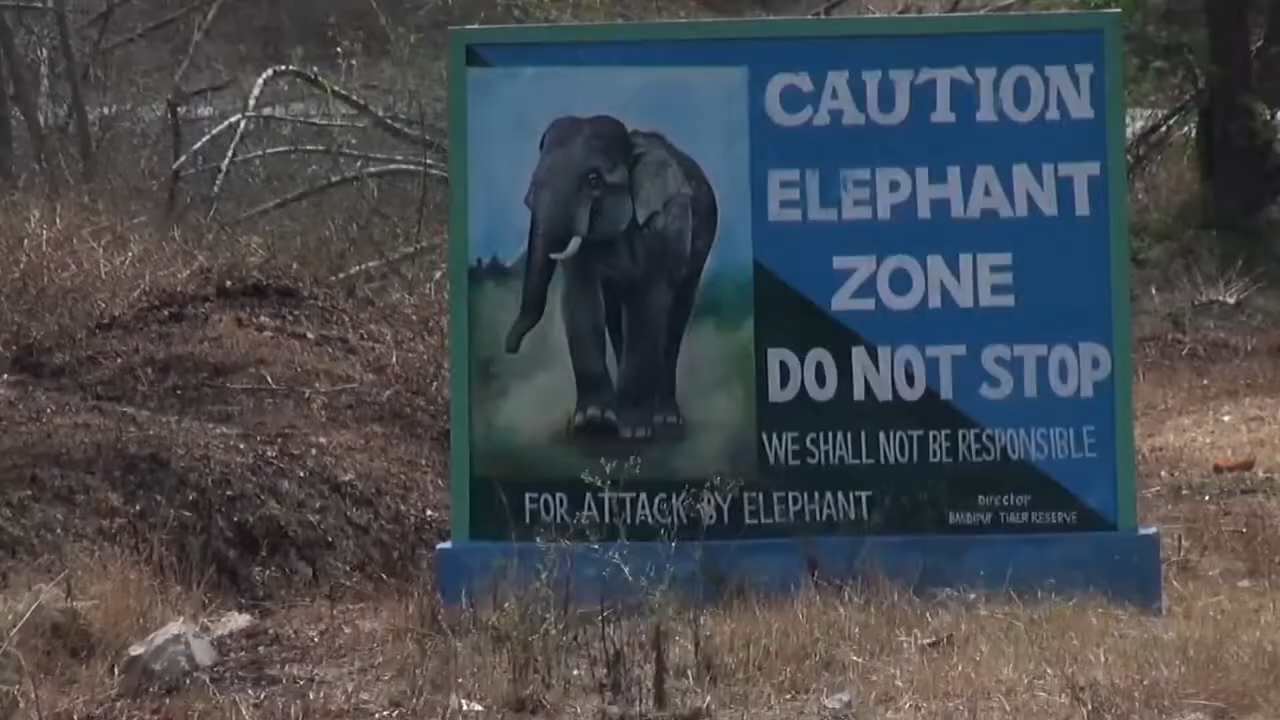 CAUTION
ELEPHANT
ZONE
DO NOT STOP
WE SHALL NOT BE RESPONSIBLE
FOR ATTACK BY ELEPHANT
DIRECTOR
BANDIPUR TIGER RESERVE